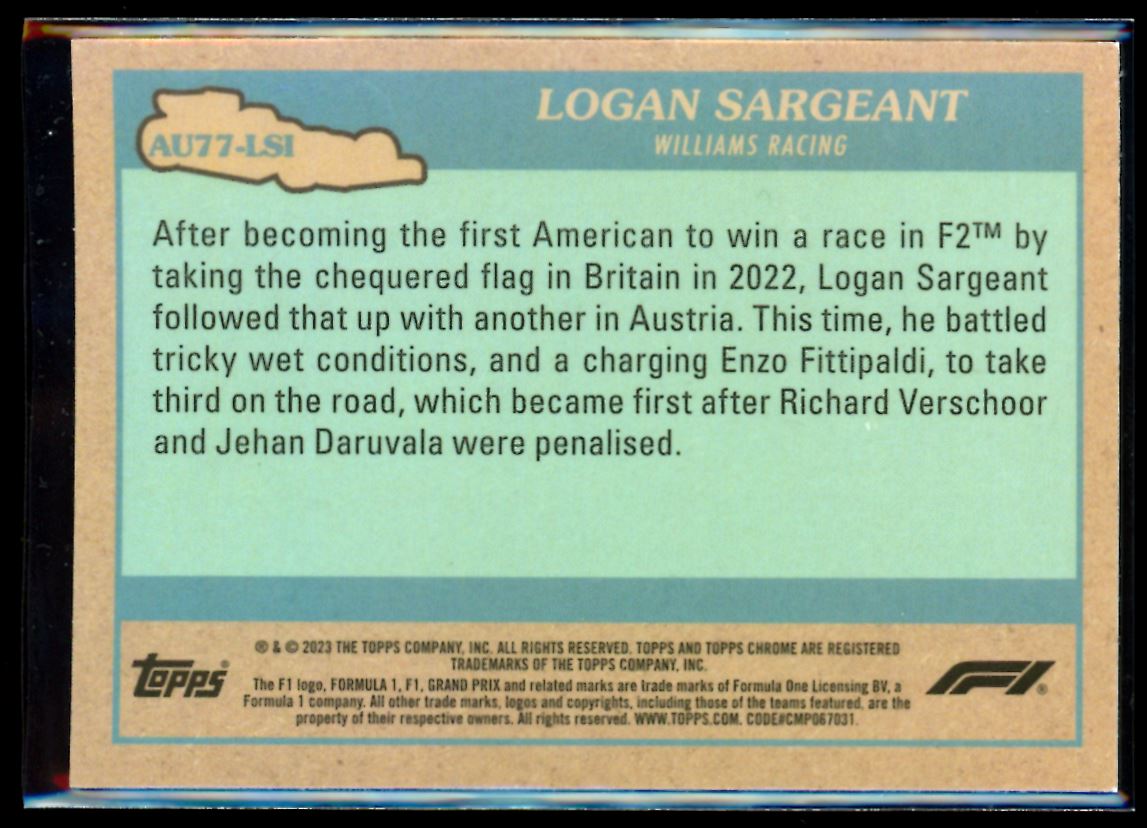 AU77-LSI
LOGAN SARGEANT
WILLIAMS RACING
After becoming the first American to win a race in F2™ by
taking the chequered flag in Britain in 2022, Logan Sargeant
followed that up with another in Austria. This time, he battled
tricky wet conditions, and a charging Enzo Fittipaldi, to take
third on the road, which became first after Richard Verschoor
and Jehan Daruvala were penalised.
® & © 2023 THE TOPPS COMPANY, INC. ALL RIGHTS RESERVED. TOPPS AND TOPPS CHROME ARE REGISTERED
TRADEMARKS OF THE TOPPS COMPANY, INC.
The F1 logo, FORMULA 1, F1, GRAND PRIX and related marks are trade marks of Formula One Licensing BV, a
Formula 1 company. All other trade marks, logos and copyrights, including those of the teams featured, are the
property of their respective owners. All rights reserved. WWW.TOPPS.COM. CODE#CMP067031.
topps®
F1®